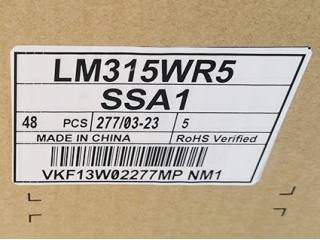 LM315WR5
SSA1
48 PCS 277/03-23 5
MADE IN CHINA RoHS Verified
VKF13W02277MP NM1